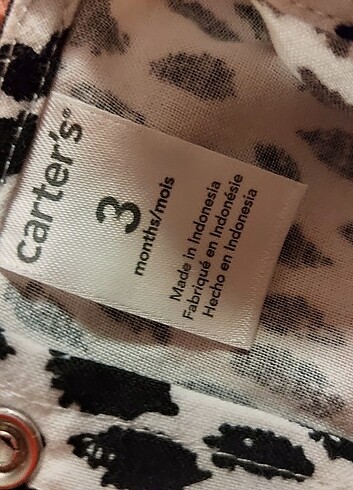 carter's®
3
months/mois
Made in Indonesia
Fabriqué en Indonésie
Hecho en Indonesia